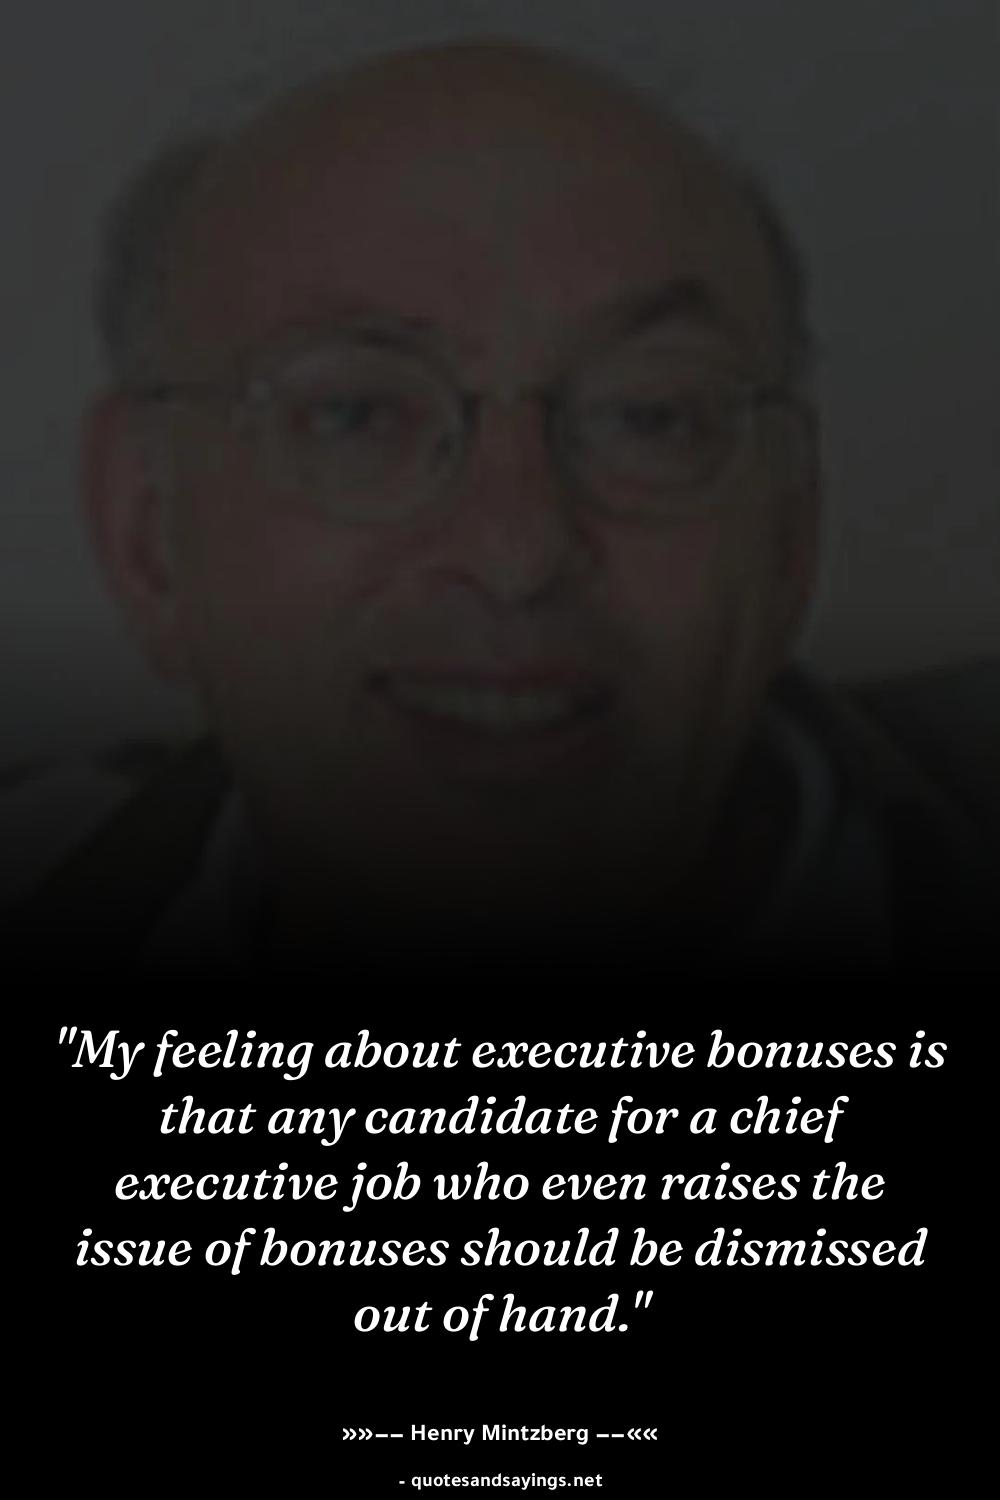 "My feeling about executive bonuses is
that any candidate for a chief
executive job who even raises the
issue of bonuses should be dismissed
out of hand."
»»–– Henry Mintzberg ––««
- quotesandsayings.net